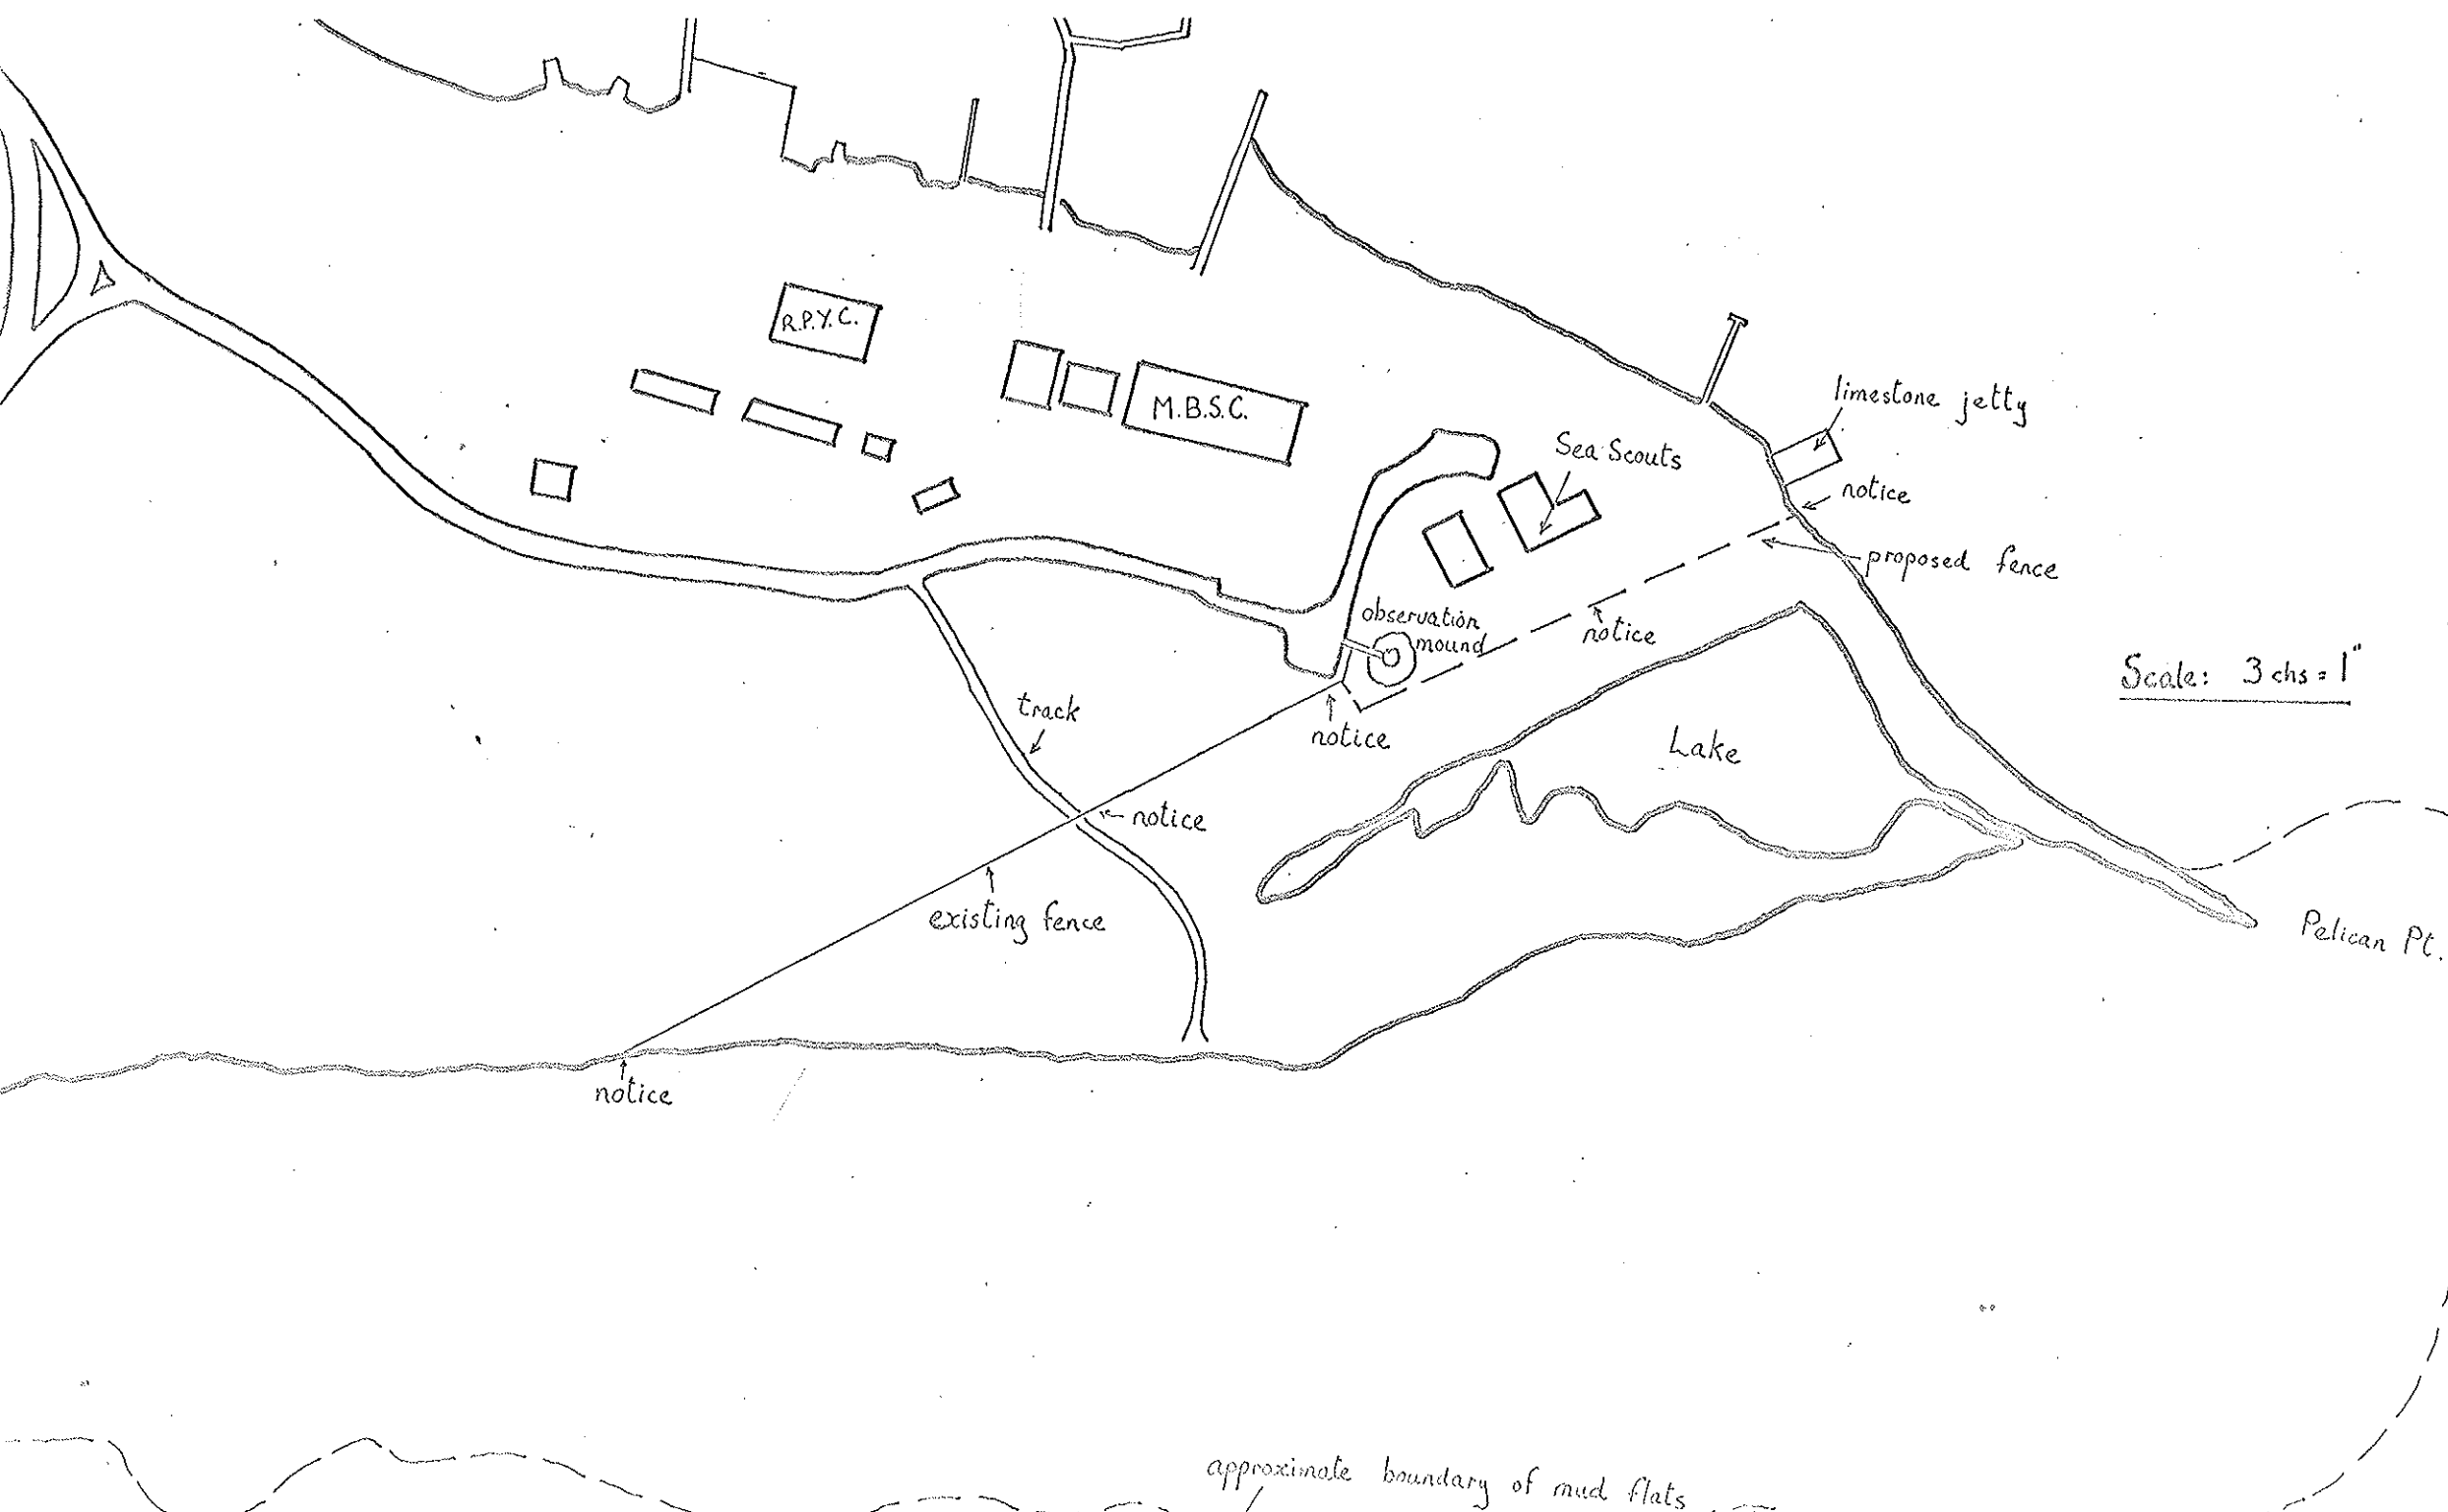 R.P.Y.C.
M.B.S.C.
limestone jetty
Sea Scouts
notice
proposed fence
observation
mound
notice
Scale: 3 chs = 1"
track
notice
Lake
notice
existing fence
Pelican Pt.
notice
approximate boundary of mud flats